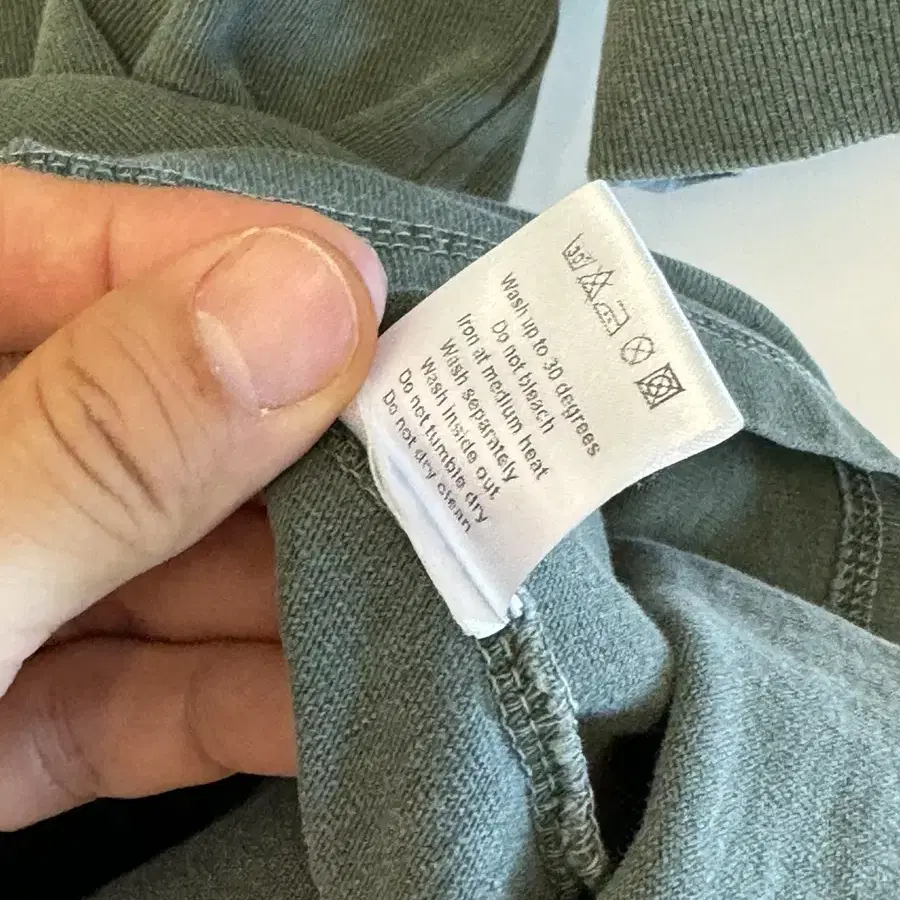 30°
Wash up to 30 degrees
Do not bleach
Iron at medium heat
Wash separately
Wash inside out
Do not tumble dry
Do not dry clean